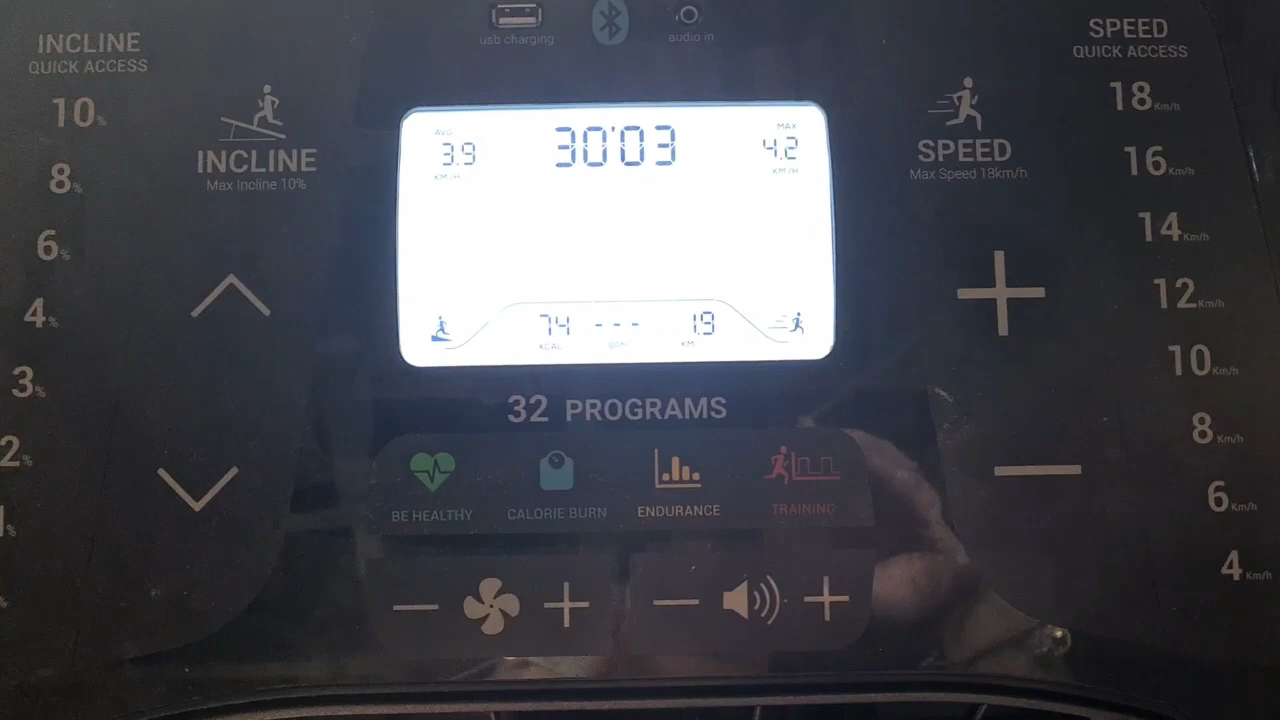 usb charging
audio in
INCLINE
QUICK ACCESS
10%
8%
6%
4%
3%
2%
INCLINE
Max Incline 10%
AVG
3.9
KM/H
30'03
MAX
4.2
KM/H
74
KCAL
---
BPM
1.9
KM
SPEED
Max Speed 18km/h
SPEED
QUICK ACCESS
18 Km/h
16 Km/h
14 Km/h
12 Km/h
10 Km/h
8 Km/h
6 Km/h
4 Km/h
32 PROGRAMS
BE HEALTHY
CALORIE BURN
ENDURANCE
TRAINING